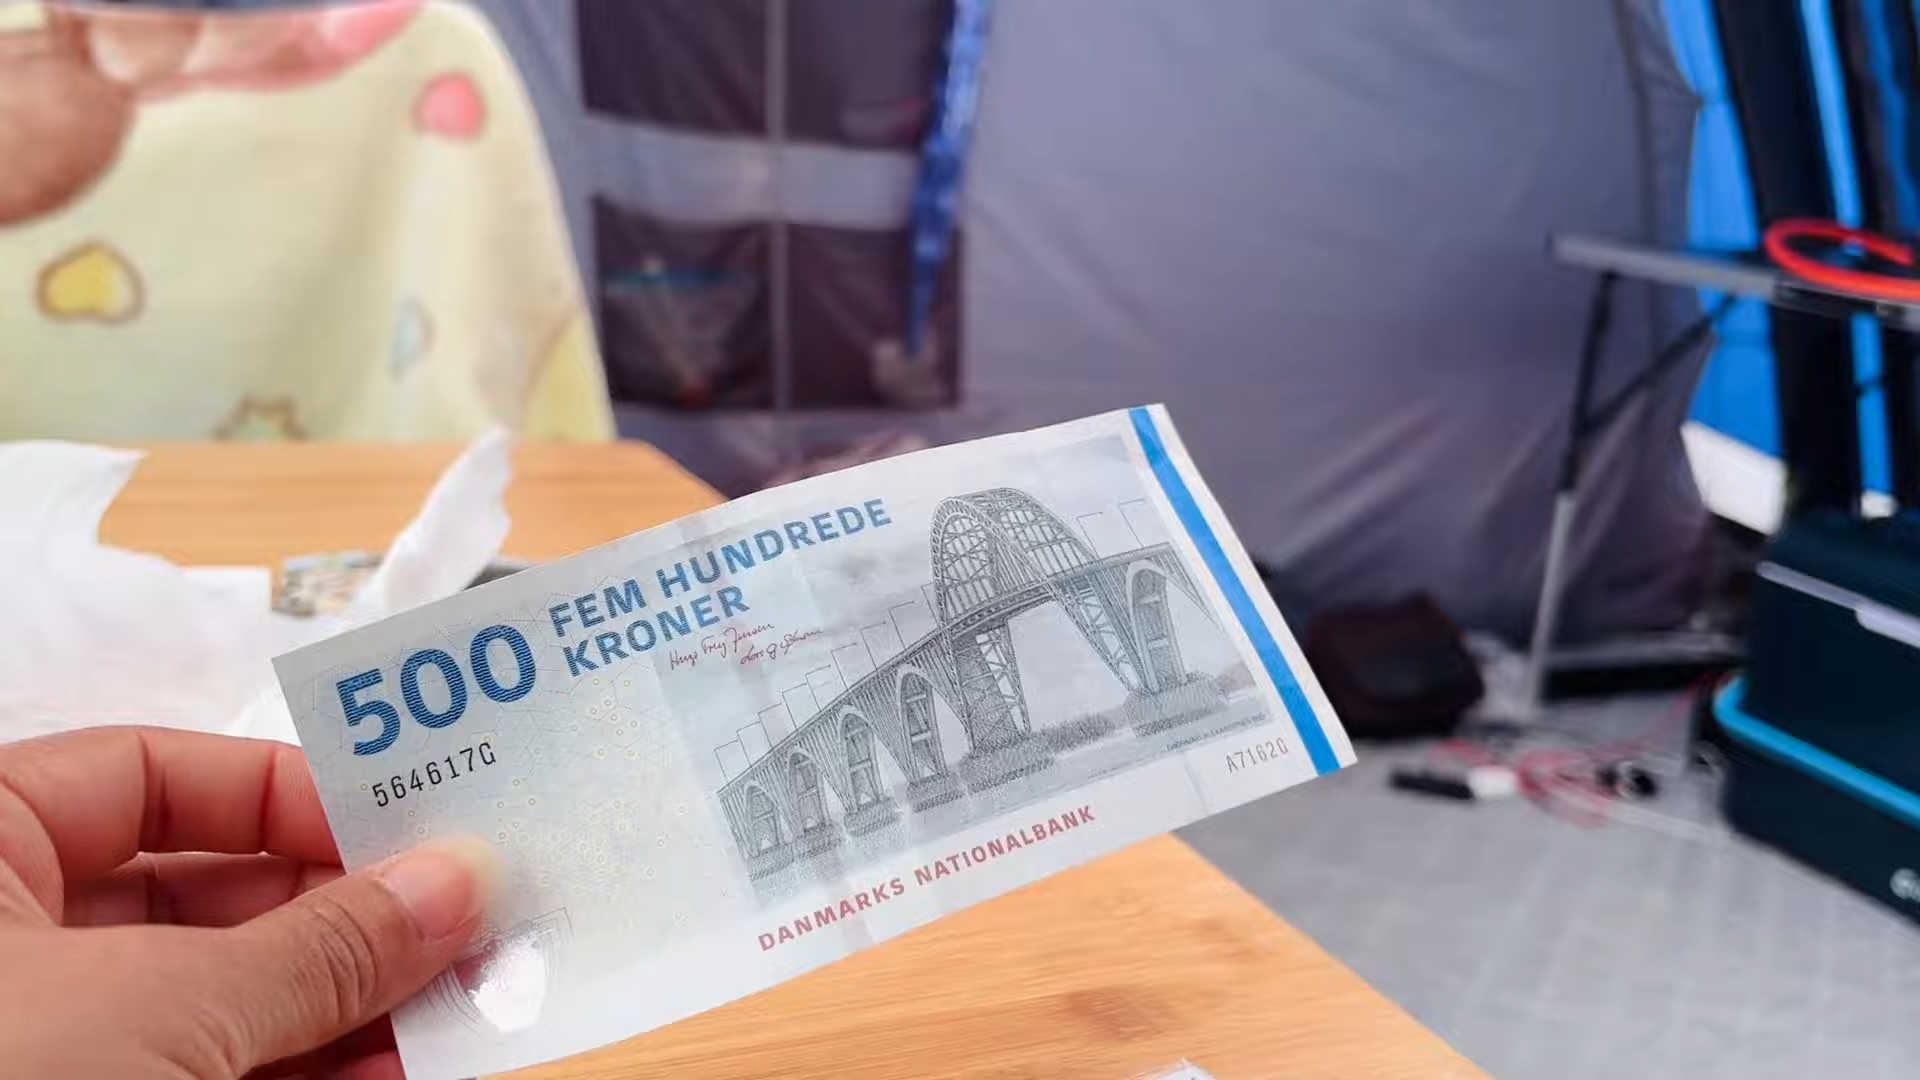 500
FEM HUNDREDE
KRONER
564617G
A7162G
DANMARKS NATIONALBANK